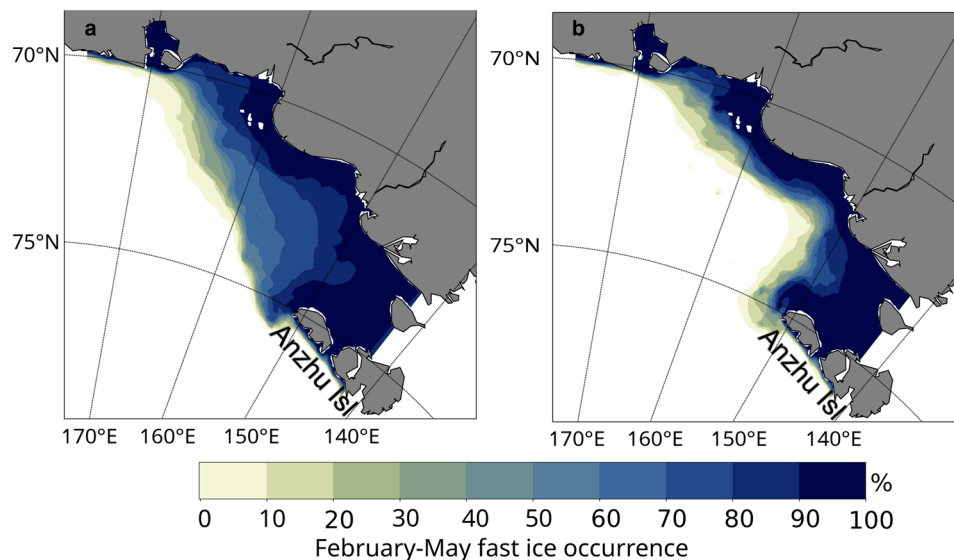 a
b
70°N
70°N
75°N
75°N
Anzhu Isl
Anzhu Isl
170°E 160°E 150°E 140°E
170°E 160°E 150°E 140°E
%
0 10 20 30 40 50 60 70 80 90 100
February-May fast ice occurrence